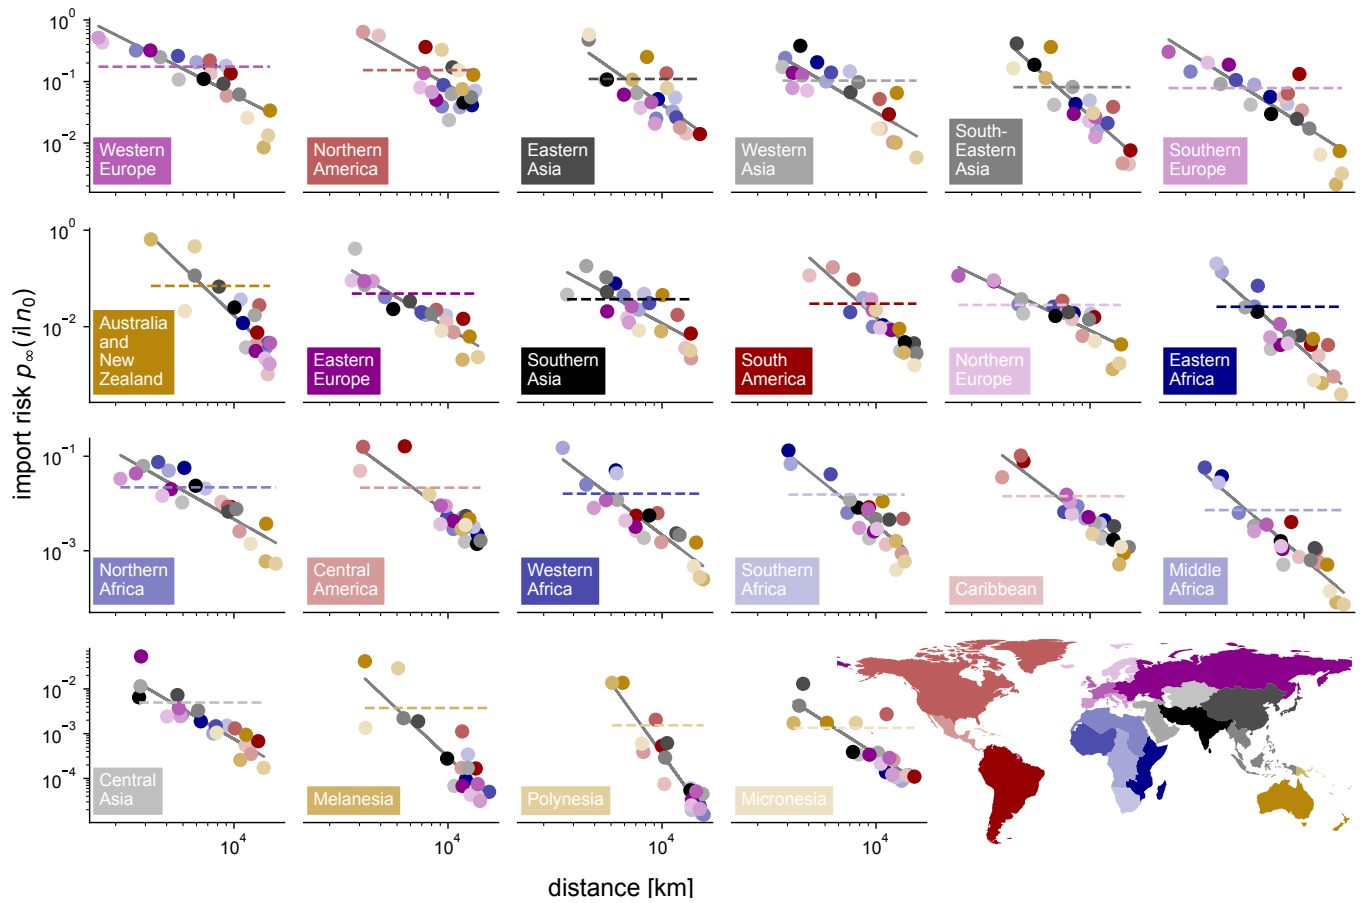 import risk p∞(i|n0)
10^0
10^-1
10^-2
Western
Europe
Northern
America
Eastern
Asia
Western
Asia
South-
Eastern
Asia
Southern
Europe
10^0
10^-2
Australia
and
New
Zealand
Eastern
Europe
Southern
Asia
South
America
Northern
Europe
Eastern
Africa
10^-1
10^-3
Northern
Africa
Central
America
Western
Africa
Southern
Africa
Caribbean
Middle
Africa
10^-2
10^-3
10^-4
Central
Asia
Melanesia
Polynesia
Micronesia
10^4
10^4
10^4
10^4
distance [km]